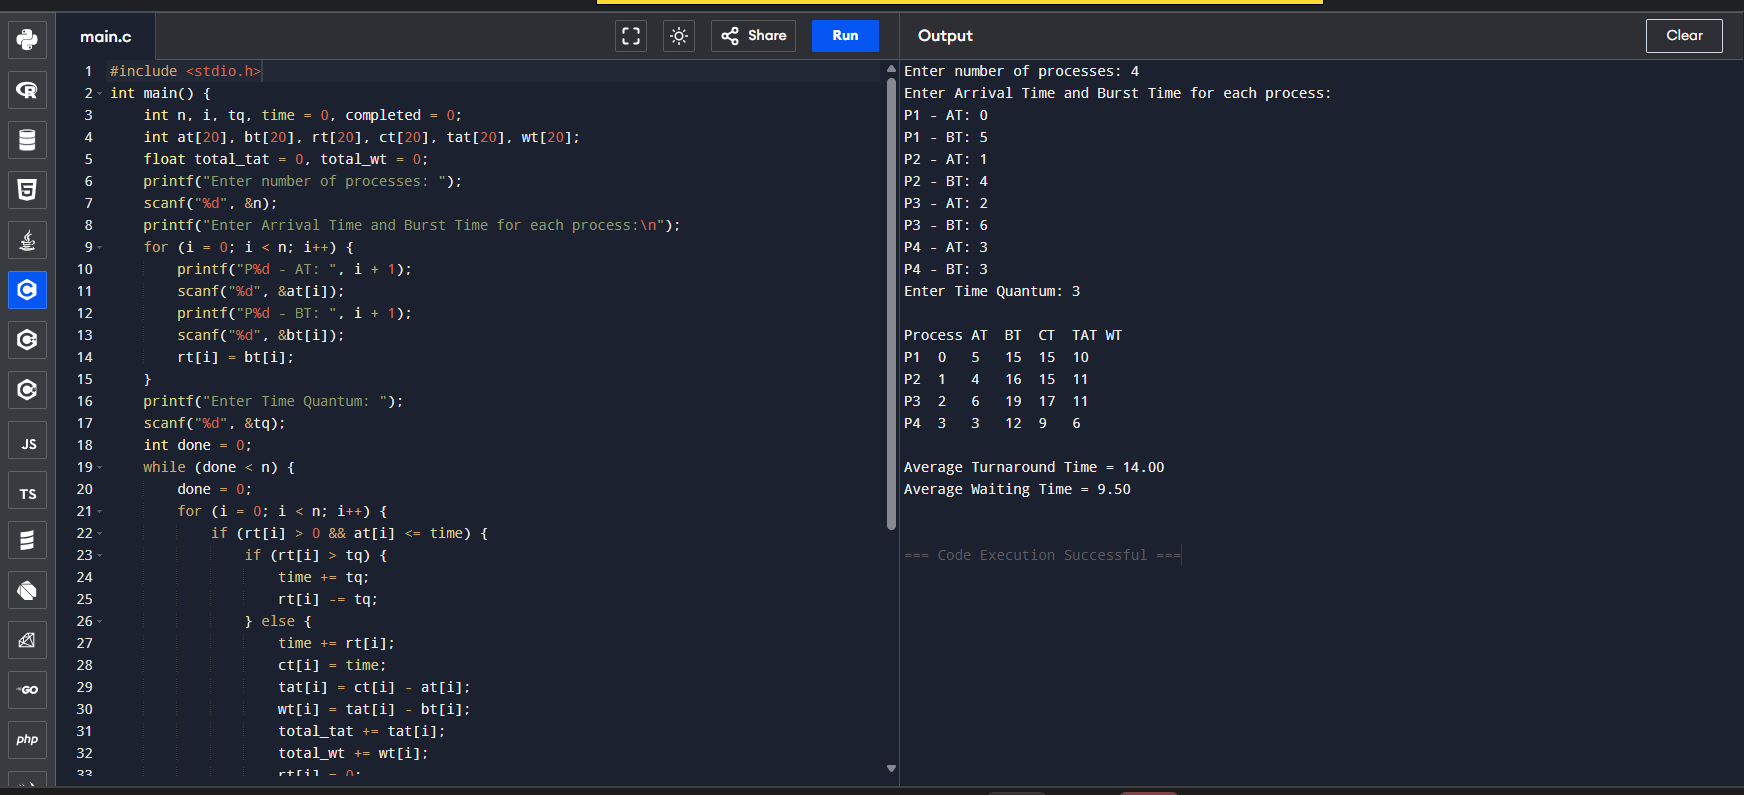 main.c
Share
Run
Output
Clear
1 #include <stdio.h>
2 int main() {
3 int n, i, tq, time = 0, completed = 0;
4 int at[20], bt[20], rt[20], ct[20], tat[20], wt[20];
5 float total_tat = 0, total_wt = 0;
6 printf("Enter number of processes: ");
7 scanf("%d", &n);
8 printf("Enter Arrival Time and Burst Time for each process:\n");
9 for (i = 0; i < n; i++) {
10 printf("P%d - AT: ", i + 1);
11 scanf("%d", &at[i]);
12 printf("P%d - BT: ", i + 1);
13 scanf("%d", &bt[i]);
14 rt[i] = bt[i];
15 }
16 printf("Enter Time Quantum: ");
17 scanf("%d", &tq);
18 int done = 0;
19 while (done < n) {
20 done = 0;
21 for (i = 0; i < n; i++) {
22 if (rt[i] > 0 && at[i] <= time) {
23 if (rt[i] > tq) {
24 time += tq;
25 rt[i] -= tq;
26 } else {
27 time += rt[i];
28 ct[i] = time;
29 tat[i] = ct[i] - at[i];
30 wt[i] = tat[i] - bt[i];
31 total_tat += tat[i];
32 total_wt += wt[i];
33 rt[i] = 0;
Enter number of processes: 4
Enter Arrival Time and Burst Time for each process:
P1 - AT: 0
P1 - BT: 5
P2 - AT: 1
P2 - BT: 4
P3 - AT: 2
P3 - BT: 6
P4 - AT: 3
P4 - BT: 3
Enter Time Quantum: 3
Process AT BT CT TAT WT
P1 0 5 15 15 10
P2 1 4 16 15 11
P3 2 6 19 17 11
P4 3 3 12 9 6
Average Turnaround Time = 14.00
Average Waiting Time = 9.50
=== Code Execution Successful ===
R
5
C
C
C
JS
TS
GO
php